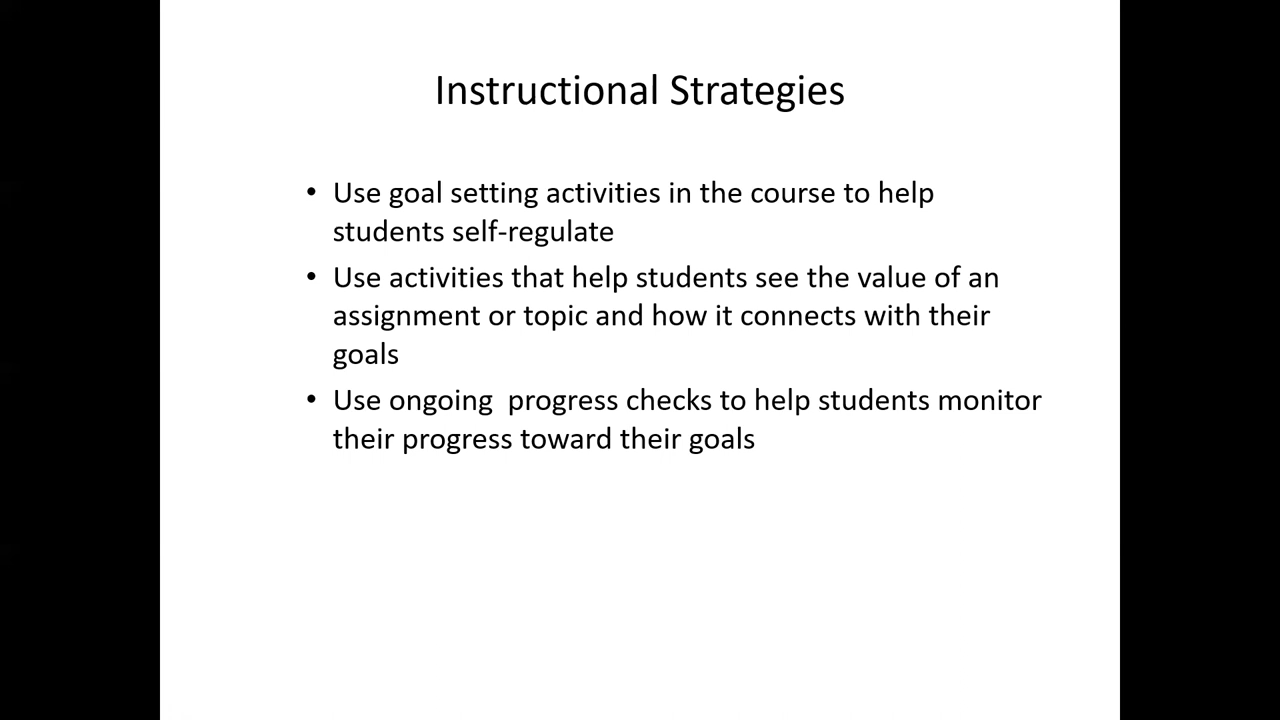 Instructional Strategies
• Use goal setting activities in the course to help
students self-regulate
• Use activities that help students see the value of an
assignment or topic and how it connects with their
goals
• Use ongoing  progress checks to help students monitor
their progress toward their goals